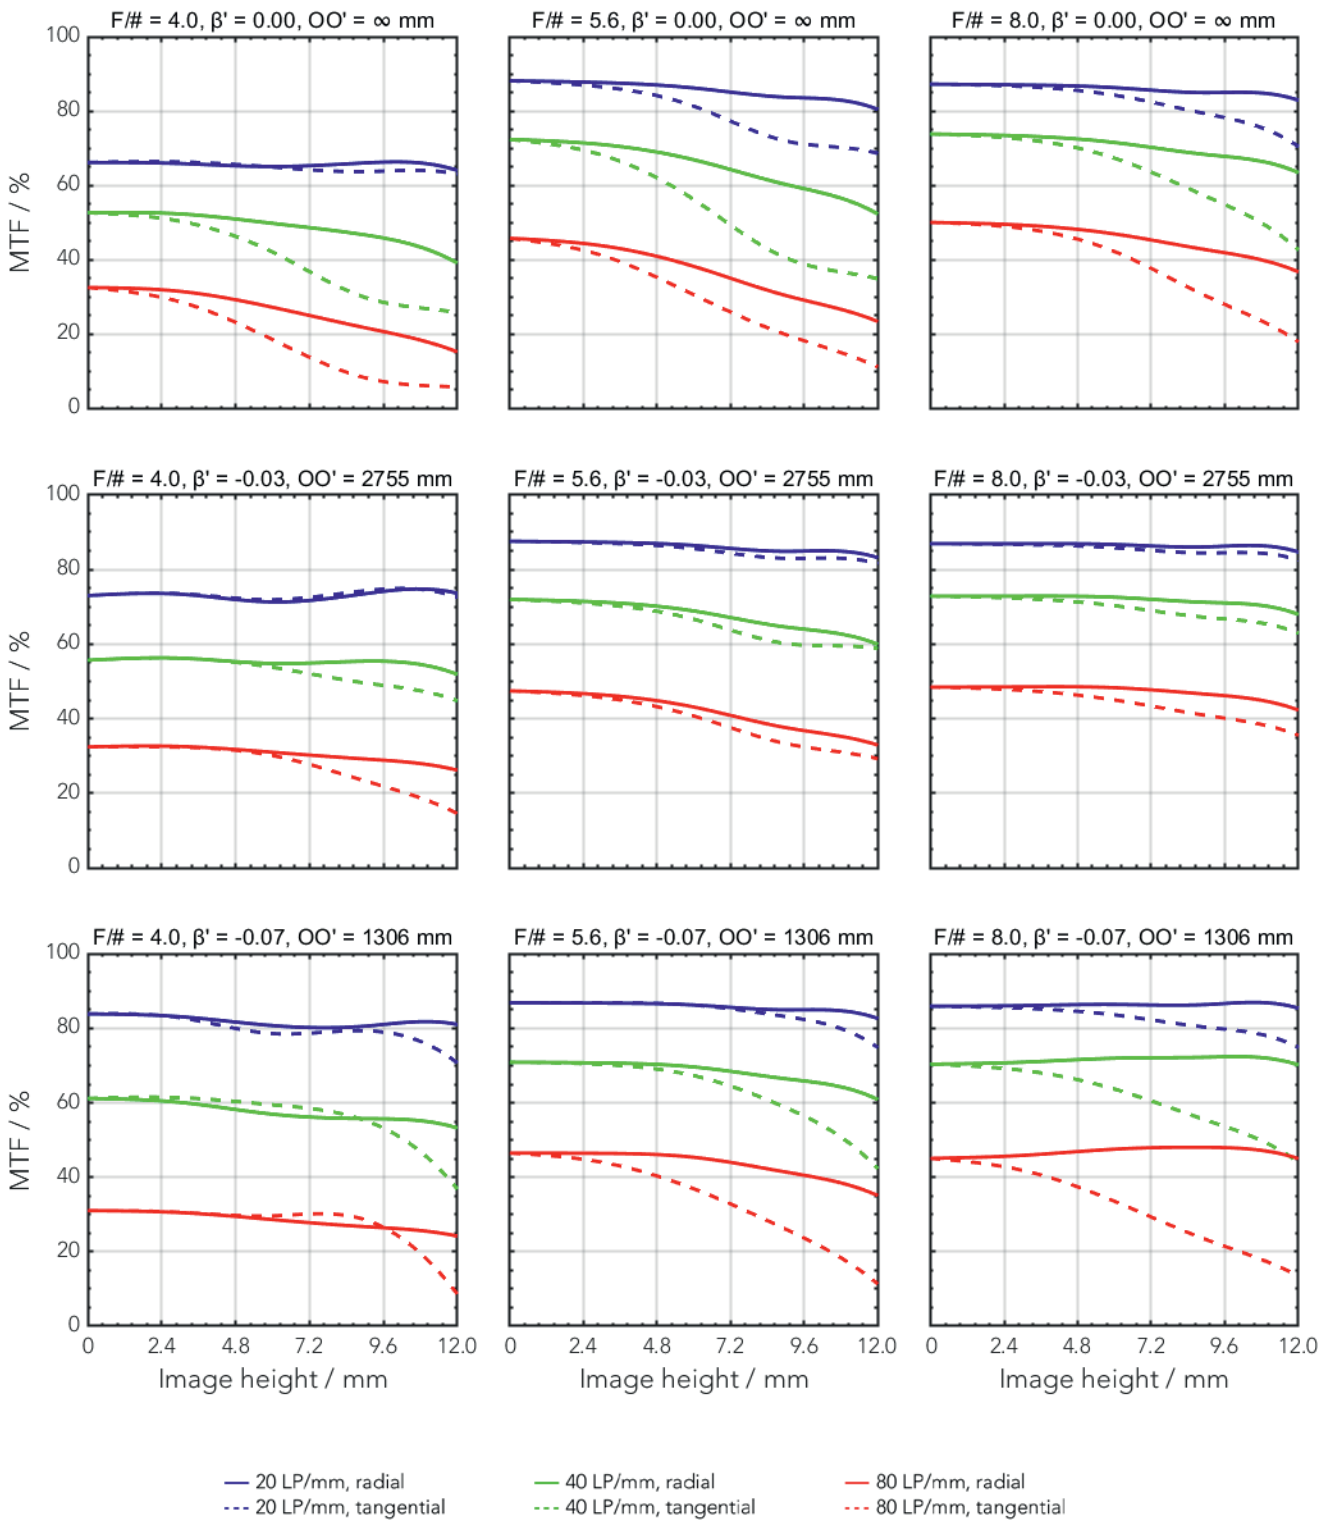 F/# = 4.0, β' = 0.00, OO' = ∞ mm F/# = 5.6, β' = 0.00, OO' = ∞ mm F/# = 8.0, β' = 0.00, OO' = ∞ mm
100
80
60
40
20
0
MTF / %
F/# = 4.0, β' = -0.03, OO' = 2755 mm F/# = 5.6, β' = -0.03, OO' = 2755 mm F/# = 8.0, β' = -0.03, OO' = 2755 mm
100
80
60
40
20
0
MTF / %
F/# = 4.0, β' = -0.07, OO' = 1306 mm F/# = 5.6, β' = -0.07, OO' = 1306 mm F/# = 8.0, β' = -0.07, OO' = 1306 mm
100
80
60
40
20
0
MTF / %
0 2.4 4.8 7.2 9.6 12.0 0 2.4 4.8 7.2 9.6 12.0 0 2.4 4.8 7.2 9.6 12.0
Image height / mm Image height / mm Image height / mm
20 LP/mm, radial 40 LP/mm, radial 80 LP/mm, radial
20 LP/mm, tangential 40 LP/mm, tangential 80 LP/mm, tangential